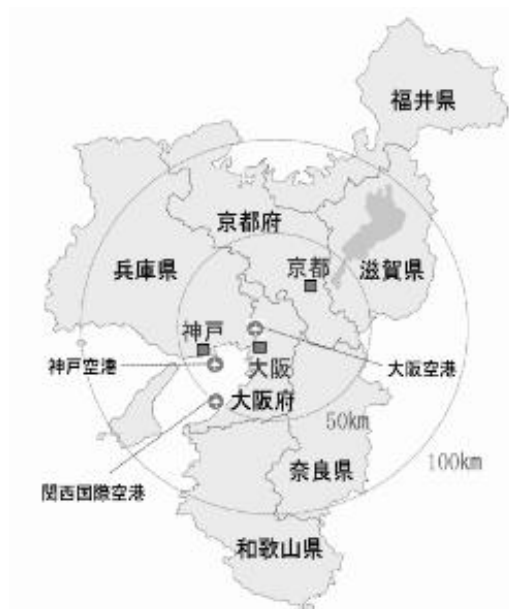 福井県
京都府
京都
滋賀県
兵庫県
神戸
大阪
神戸空港
大阪空港
大阪府
50km
100km
奈良県
関西国際空港
和歌山県